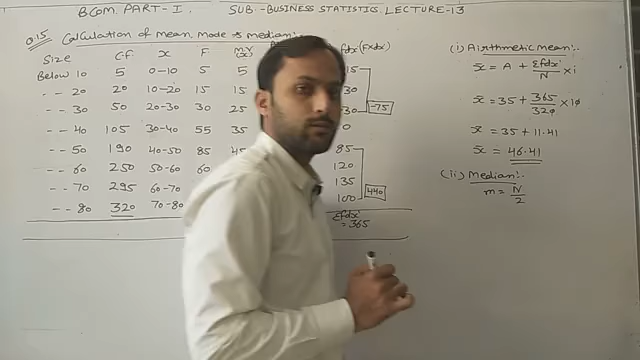 BCOM. PART-I. SUB:-BUSINESS STATISTICS. LECTURE-13
Q.15 Calculation of mean, mode & median:
Size C.F. X F M.V (x) fdx' (Fxdx')
Below 10 5 0-10 5 5 15
-- 20 20 10-20 15 15 30
-- 30 50 20-30 30 25 30 -75
-- 40 105 30-40 55 35 0
-- 50 190 40-50 85 45 85
-- 60 250 50-60 60 120
-- 70 295 60-70 135
-- 80 320 70-80 100 440
Σfdx' = 365
(i) Airthmetic Mean:-
x̄ = A + Σfdx'/N × i
x̄ = 35 + 365/320 × 10
x̄ = 35 + 11.41
x̄ = 46.41
(ii) Median:-
m = N/2